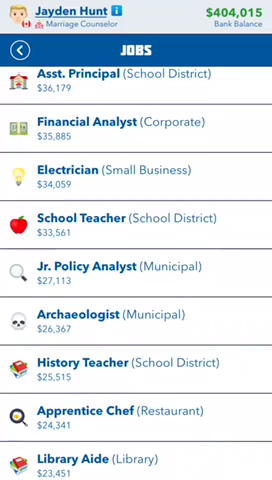 Jayden Hunt
$404,015
Marriage Counselor
Bank Balance
JOBS
Asst. Principal (School District)
$36,179
Financial Analyst (Corporate)
$35,885
Electrician (Small Business)
$34,059
School Teacher (School District)
$33,561
Jr. Policy Analyst (Municipal)
$27,113
Archaeologist (Municipal)
$26,367
History Teacher (School District)
$25,515
Apprentice Chef (Restaurant)
$24,341
Library Aide (Library)
$23,451